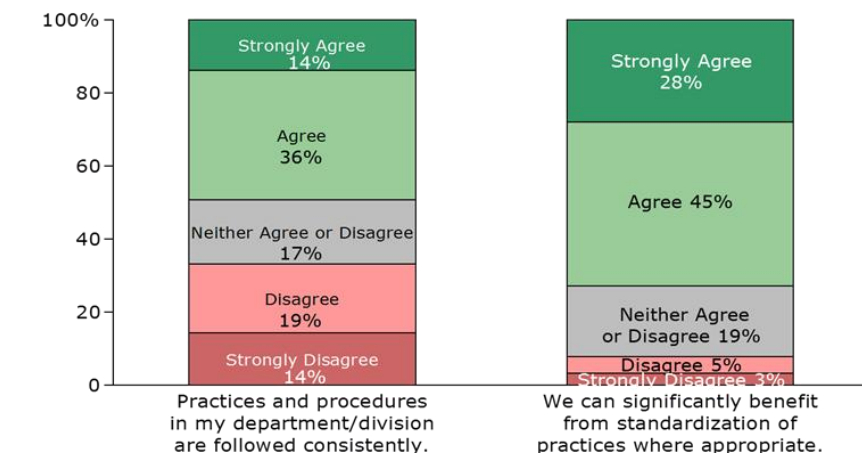 100%
80
60
40
20
0
Strongly Agree
14%
Agree
36%
Neither Agree or Disagree
17%
Disagree
19%
Strongly Disagree
14%
Practices and procedures
in my department/division
are followed consistently.
Strongly Agree
28%
Agree 45%
Neither Agree
or Disagree 19%
Disagree 5%
Strongly Disagree 3%
We can significantly benefit
from standardization of
practices where appropriate.